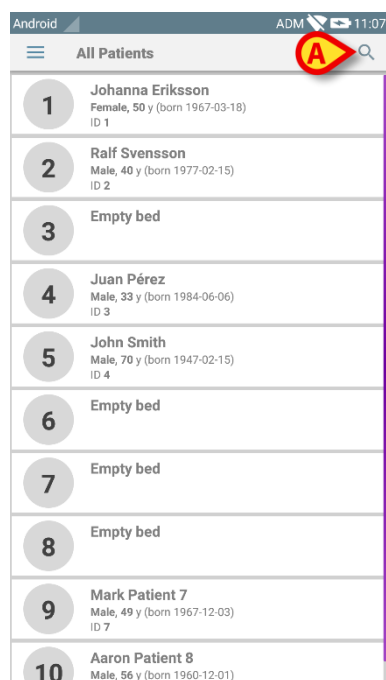 Android ADM 11:07
All Patients A
1 Johanna Eriksson
Female, 50 y (born 1967-03-18)
ID 1
2 Ralf Svensson
Male, 40 y (born 1977-02-15)
ID 2
3 Empty bed
4 Juan Pérez
Male, 33 y (born 1984-06-06)
ID 3
5 John Smith
Male, 70 y (born 1947-02-15)
ID 4
6 Empty bed
7 Empty bed
8 Empty bed
9 Mark Patient 7
Male, 49 y (born 1967-12-03)
ID 7
10 Aaron Patient 8
Male, 56 y (born 1960-12-01)